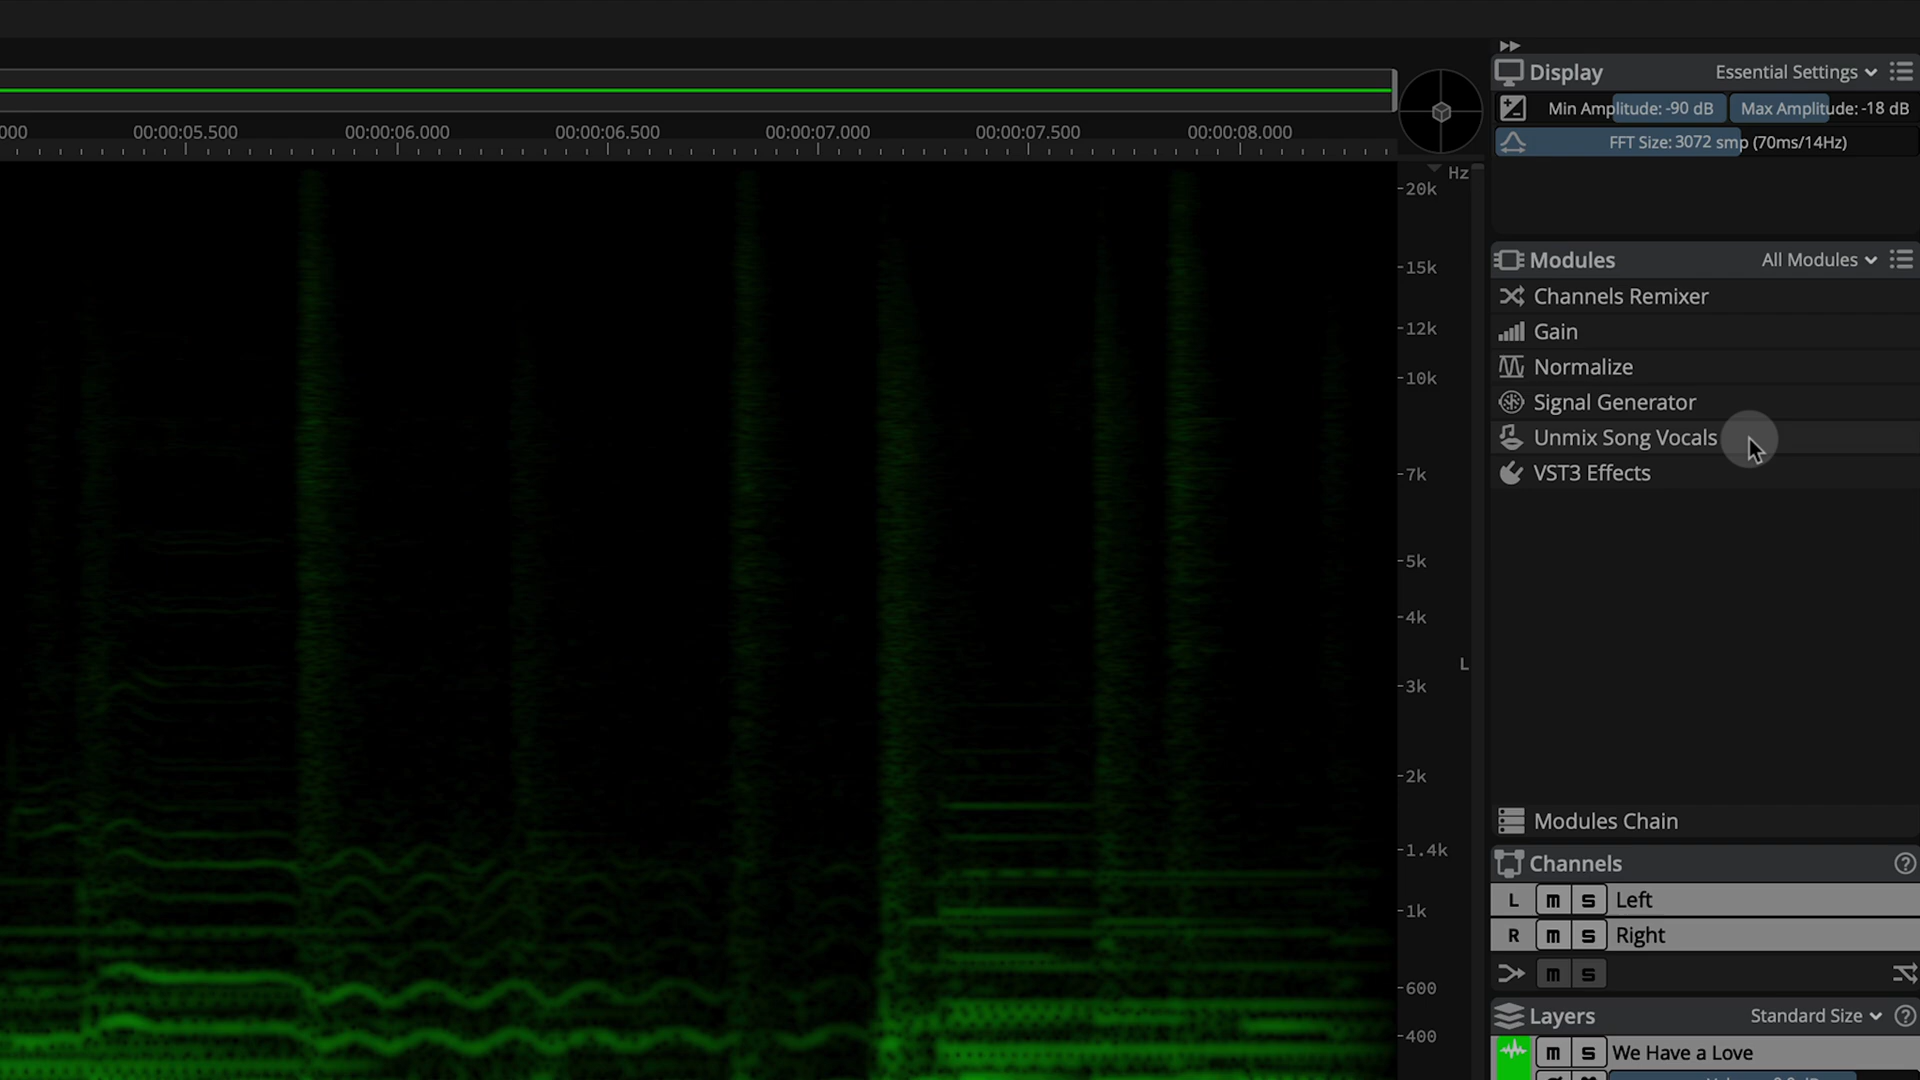 Display Essential Settings
Min Amplitude: -90 dB Max Amplitude: -18 dB
000 00:00:05.500 00:00:06.000 00:00:06.500 00:00:07.000 00:00:07.500 00:00:08.000
FFT Size: 3072 smp (70ms/14Hz)
Hz
20k
15k
12k
10k
7k
5k
4k
3k
2k
1.4k
1k
600
400
L
Modules All Modules
Channels Remixer
Gain
Normalize
Signal Generator
Unmix Song Vocals
VST3 Effects
Modules Chain
Channels ?
L m s Left
R m s Right
m s
Layers Standard Size ?
m s We Have a Love